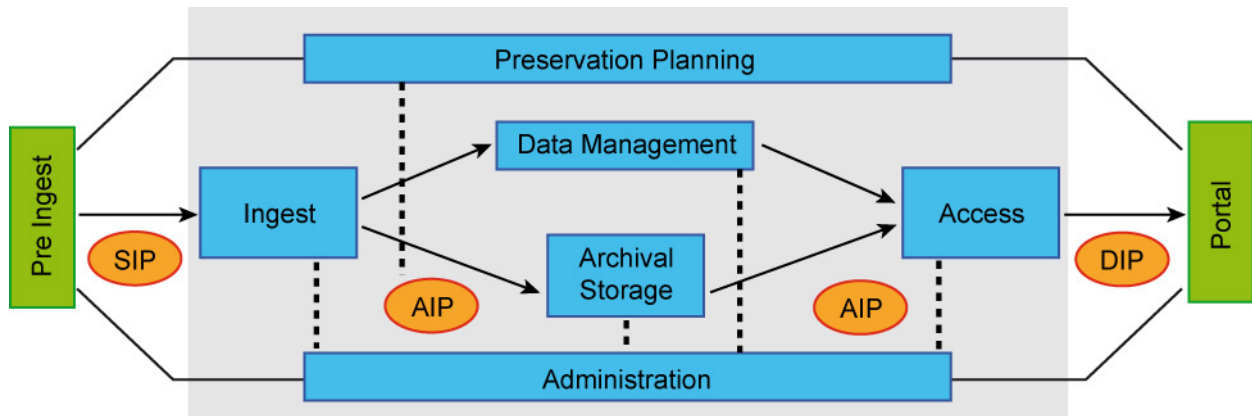 Preservation Planning
Data Management
Pre Ingest
Ingest
Access
Portal
SIP
Archival
Storage
DIP
AIP
AIP
Administration